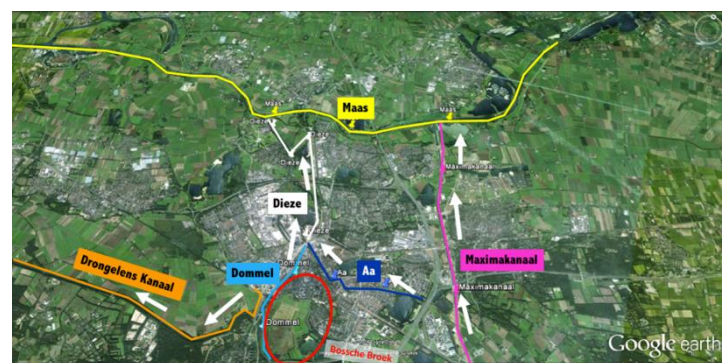 Maas
Maas
Maas
Dieze
Dieze
Dieze
Maximakanaal
Dieze
Drongelens Kanaal
Dommel
Dommel
Aa
Aa
Maximakanaal
Maximakanaal
Dommel
Bossche Broek
Google earth